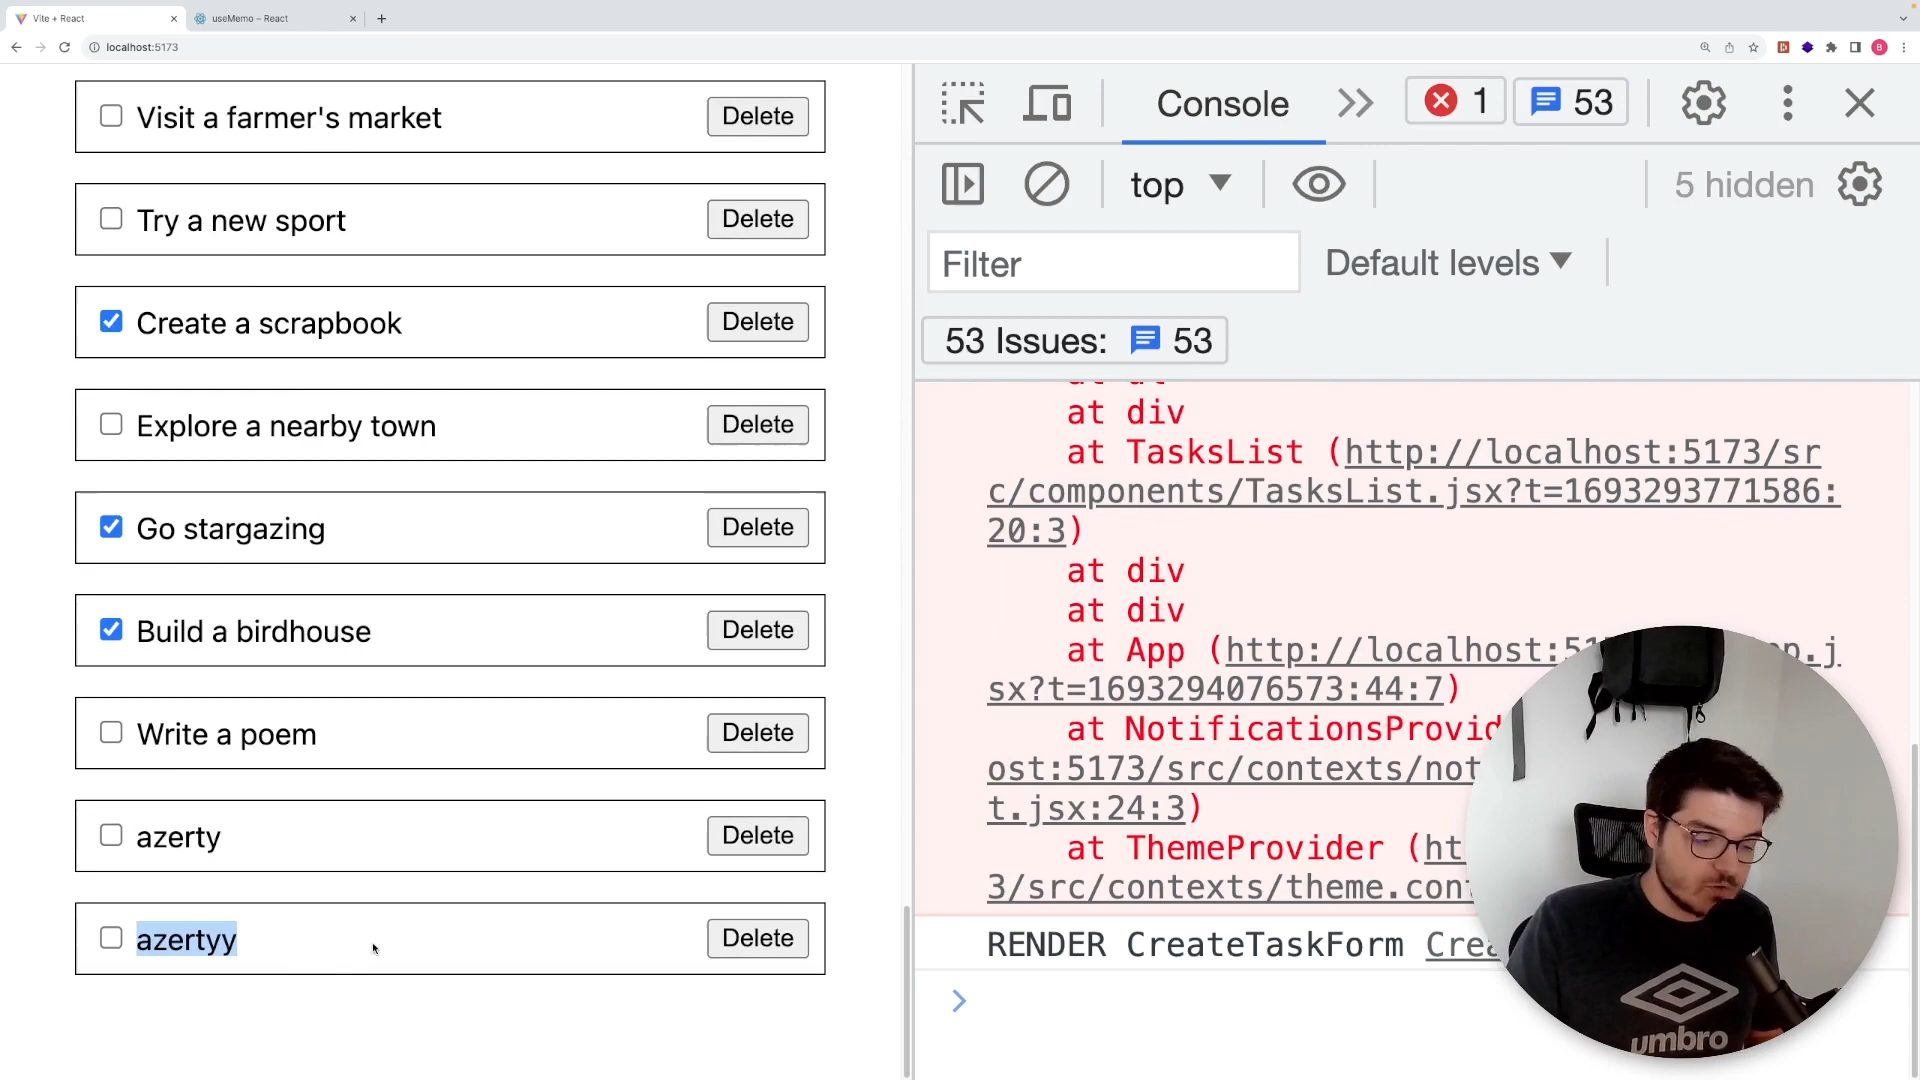 Vite + React
useMemo – React
localhost:5173
Visit a farmer's market
Delete
Try a new sport
Delete
Create a scrapbook
Delete
Explore a nearby town
Delete
Go stargazing
Delete
Build a birdhouse
Delete
Write a poem
Delete
azerty
Delete
azertyy
Delete
Console
1
53
top
5 hidden
Filter
Default levels
53 Issues:
53
at div
at TasksList (http://localhost:5173/sr
c/components/TasksList.jsx?t=1693293771586:
20:3)
at div
at div
at App (http://localhost:51
p.j
sx?t=1693294076573:44:7)
at NotificationsProvid
ost:5173/src/contexts/not
t.jsx:24:3)
at ThemeProvider (ht
3/src/contexts/theme.con
RENDER CreateTaskForm Crea
B
umbro